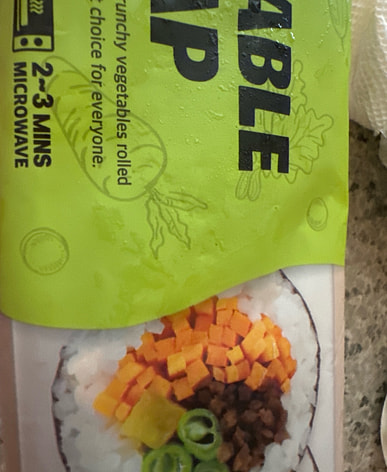 ABLE
AP
runchy vegetables rolled
t choice for everyone.
2~3 MINS
MICROWAVE